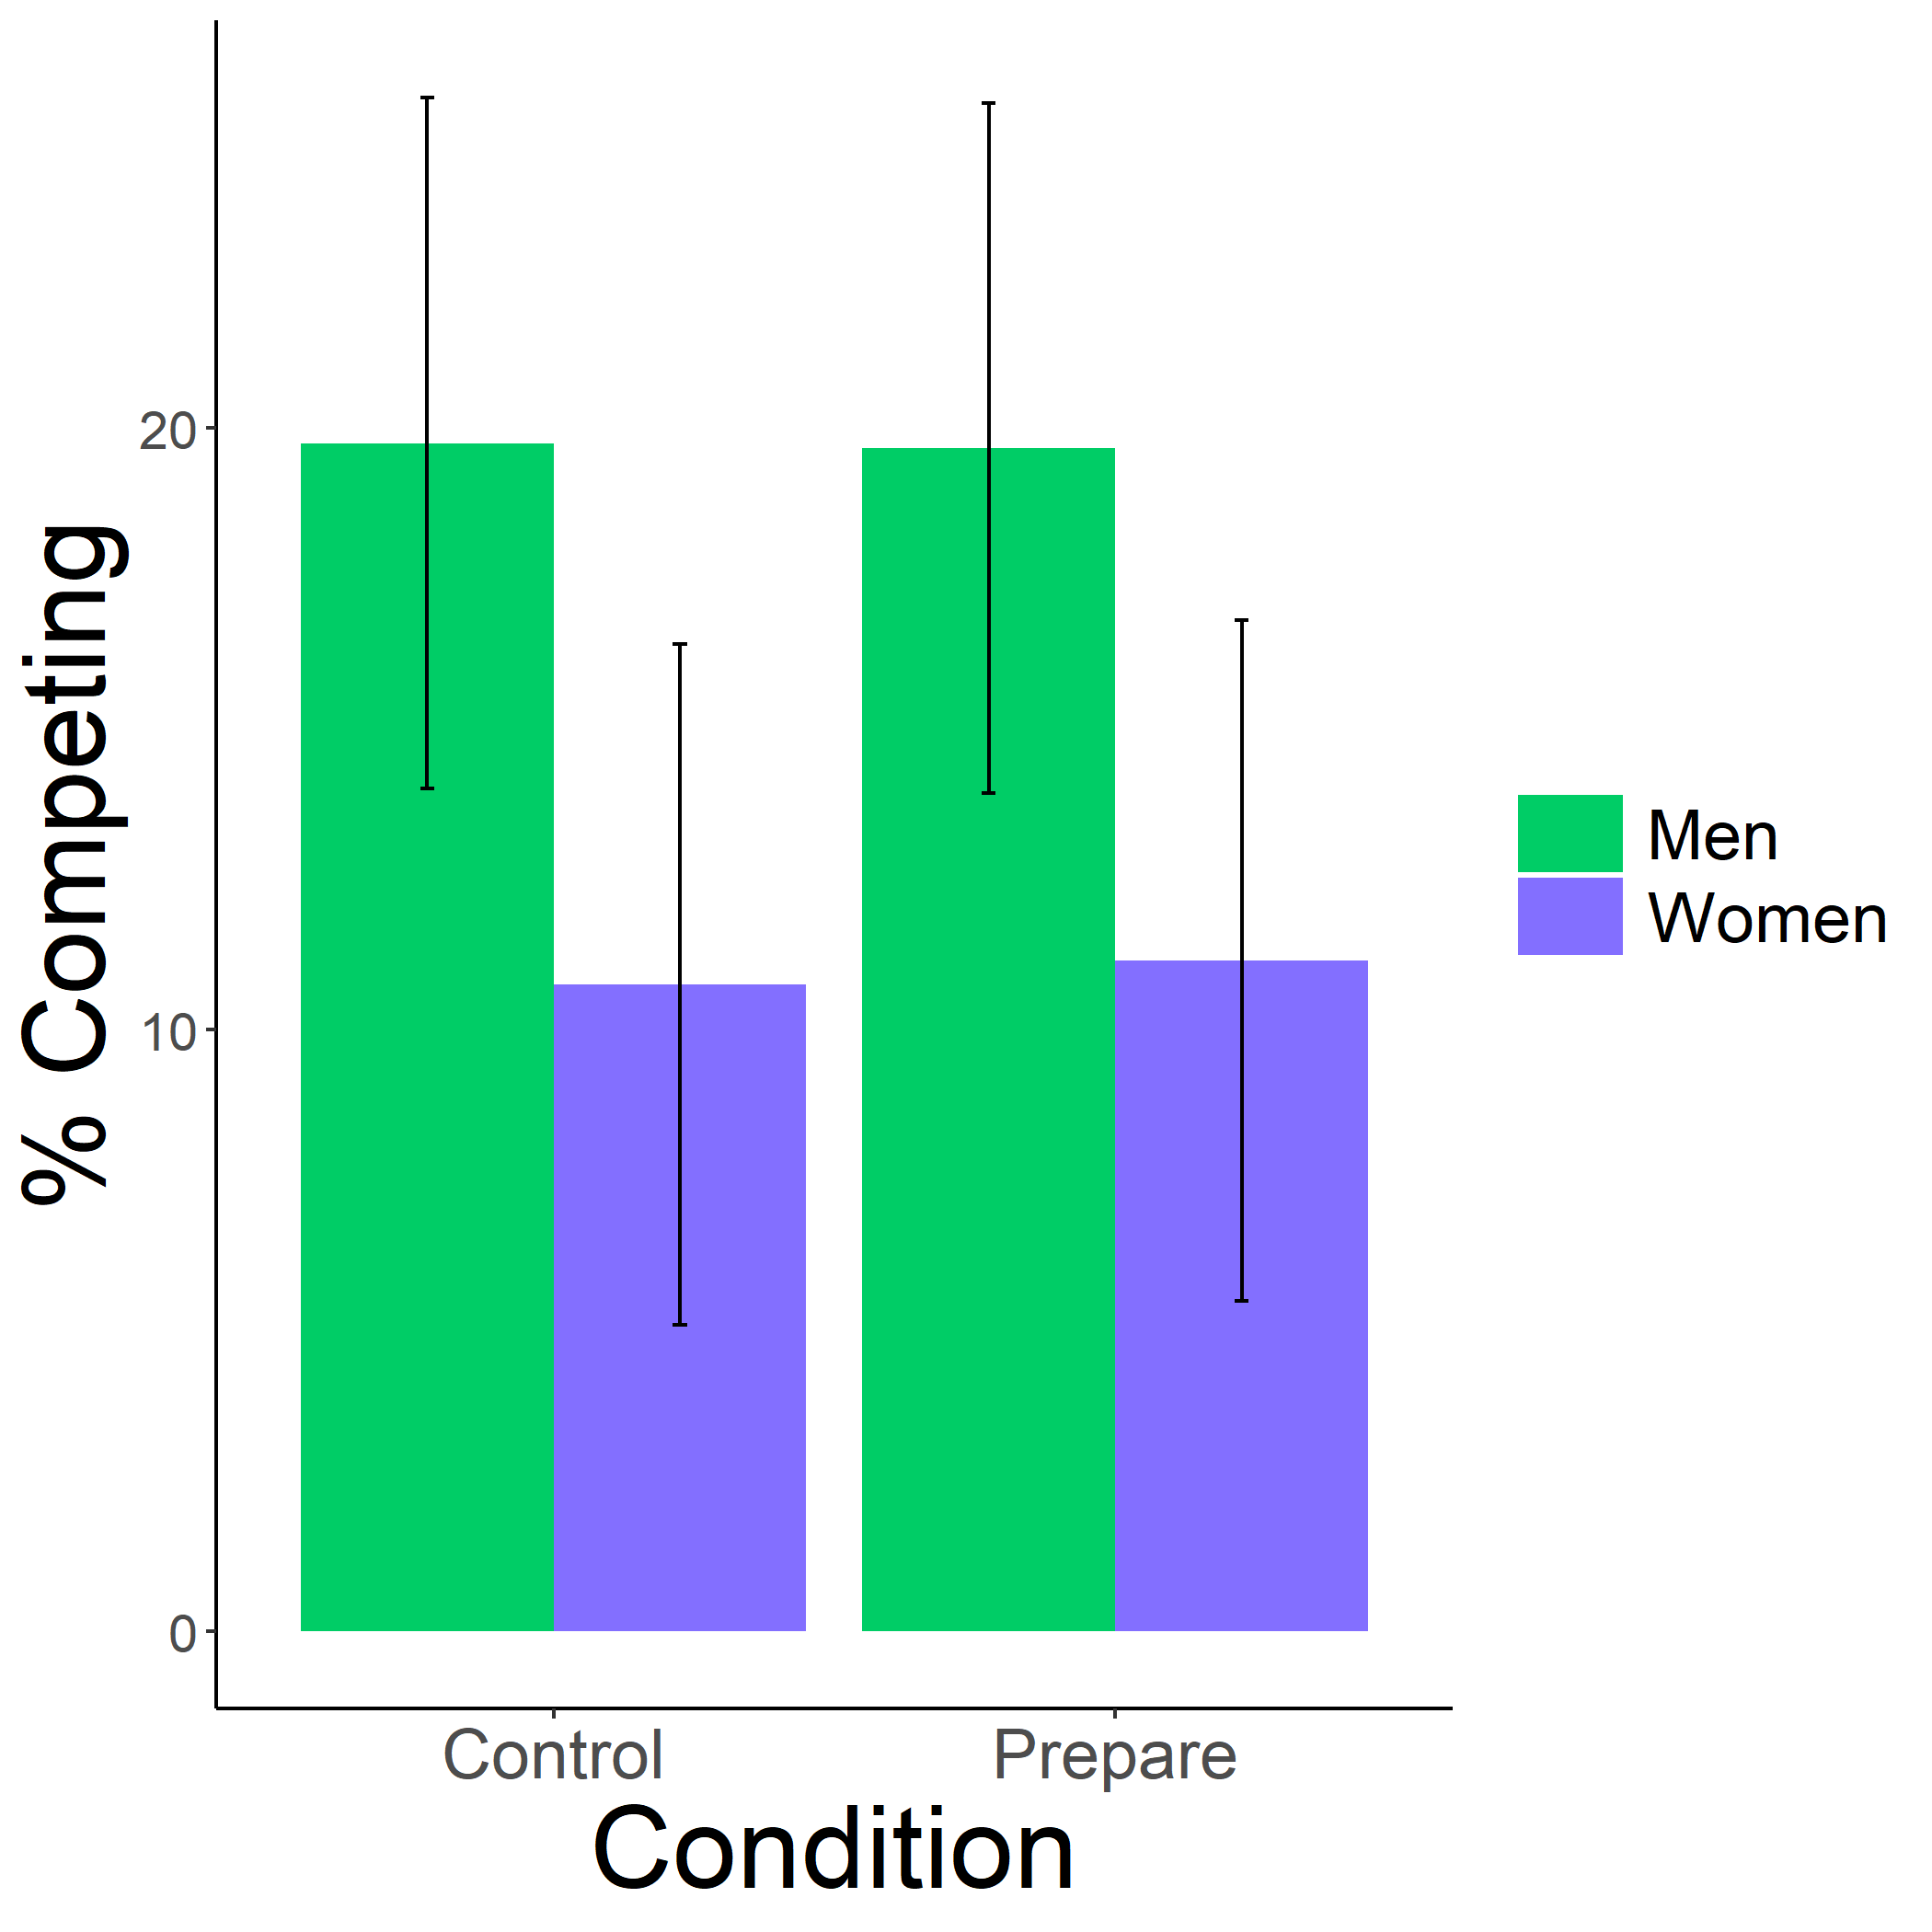 % Competing
20
10
0
Control
Prepare
Condition
Men
Women